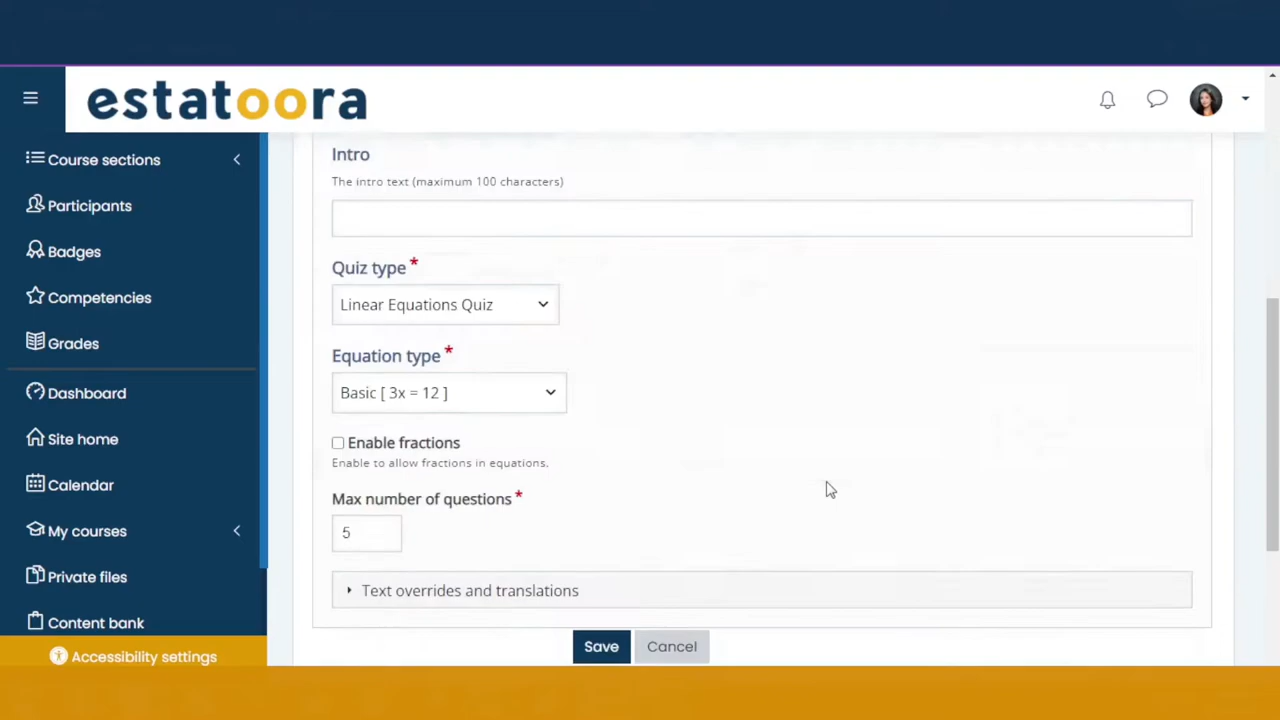 estatoora
Course sections
Participants
Badges
Competencies
Grades
Dashboard
Site home
Calendar
My courses
Private files
Content bank
Accessibility settings
Intro
The intro text (maximum 100 characters)
Quiz type *
Linear Equations Quiz
Equation type *
Basic [ 3x = 12 ]
Enable fractions
Enable to allow fractions in equations.
Max number of questions *
5
Text overrides and translations
Save Cancel